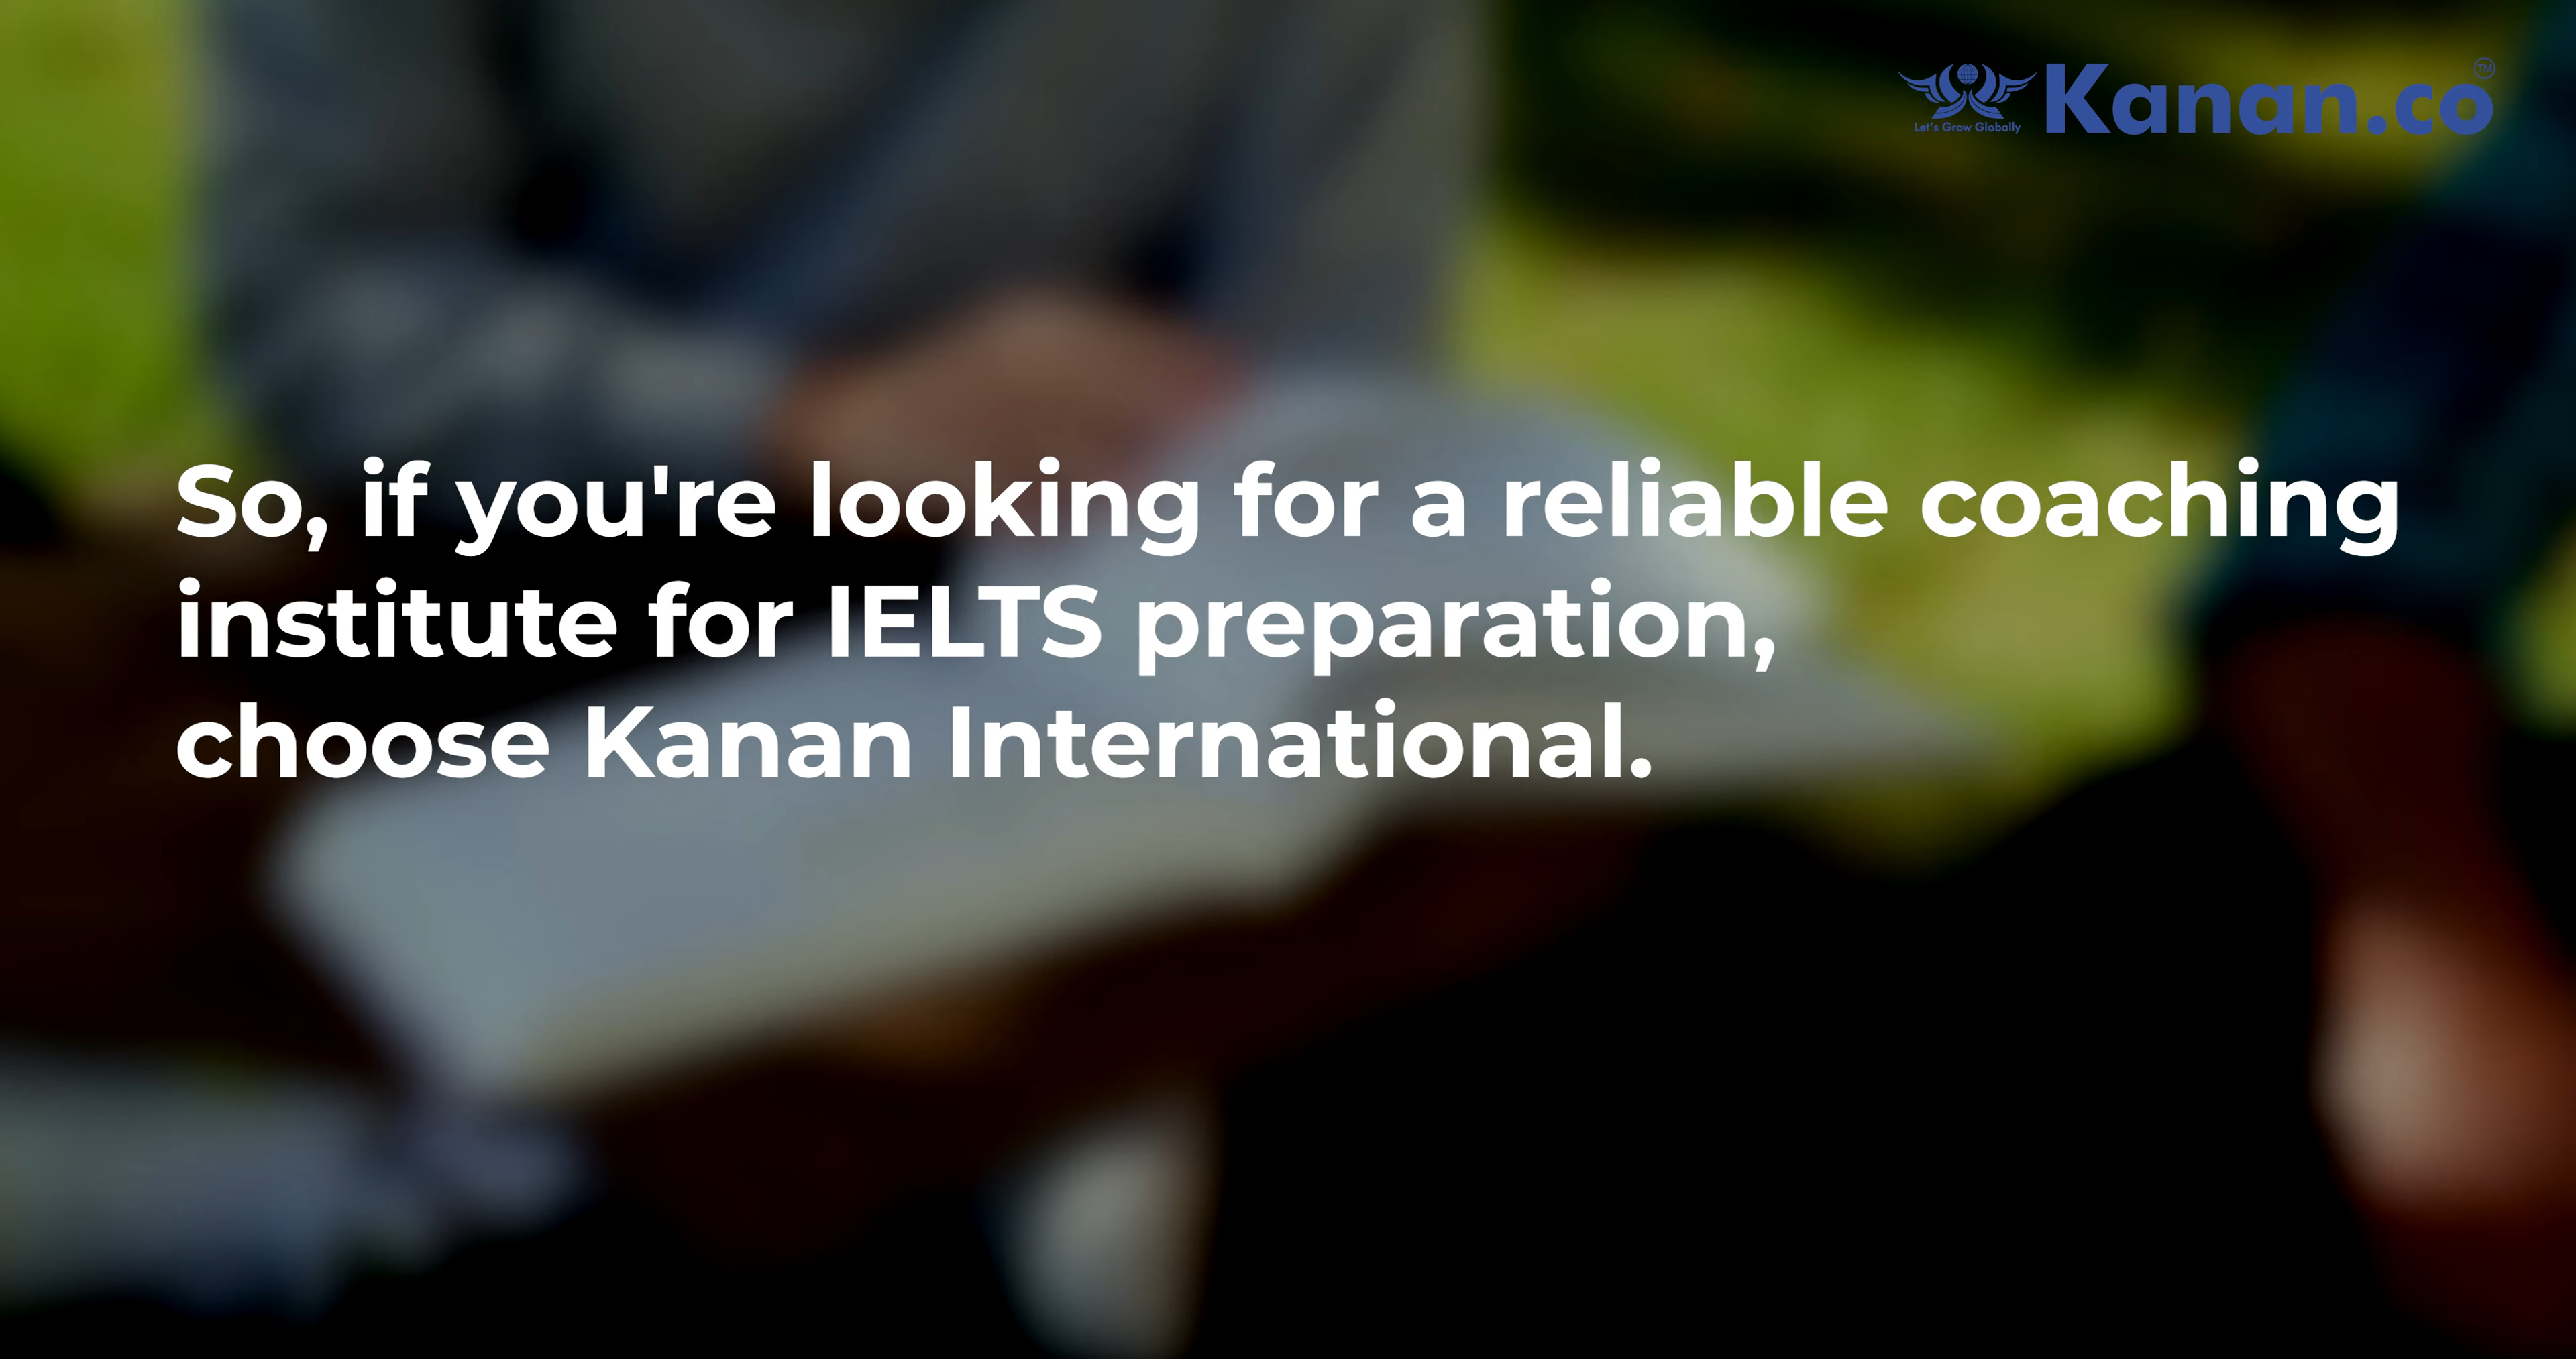 Kanan.co
TM
Let's Grow Globally
So, if you're looking for a reliable coaching
institute for IELTS preparation,
choose Kanan International.